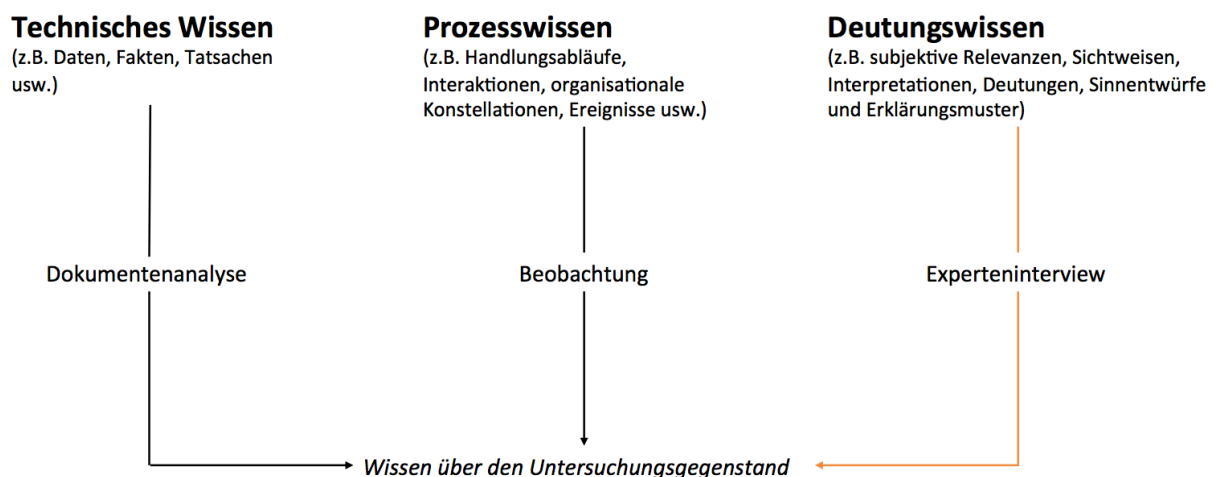 Technisches Wissen
(z.B. Daten, Fakten, Tatsachen
usw.)
Prozesswissen
(z.B. Handlungsabläufe,
Interaktionen, organisationale
Konstellationen, Ereignisse usw.)
Deutungswissen
(z.B. subjektive Relevanzen, Sichtweisen,
Interpretationen, Deutungen, Sinnentwürfe
und Erklärungsmuster)
Dokumentenanalyse
Beobachtung
Experteninterview
Wissen über den Untersuchungsgegenstand